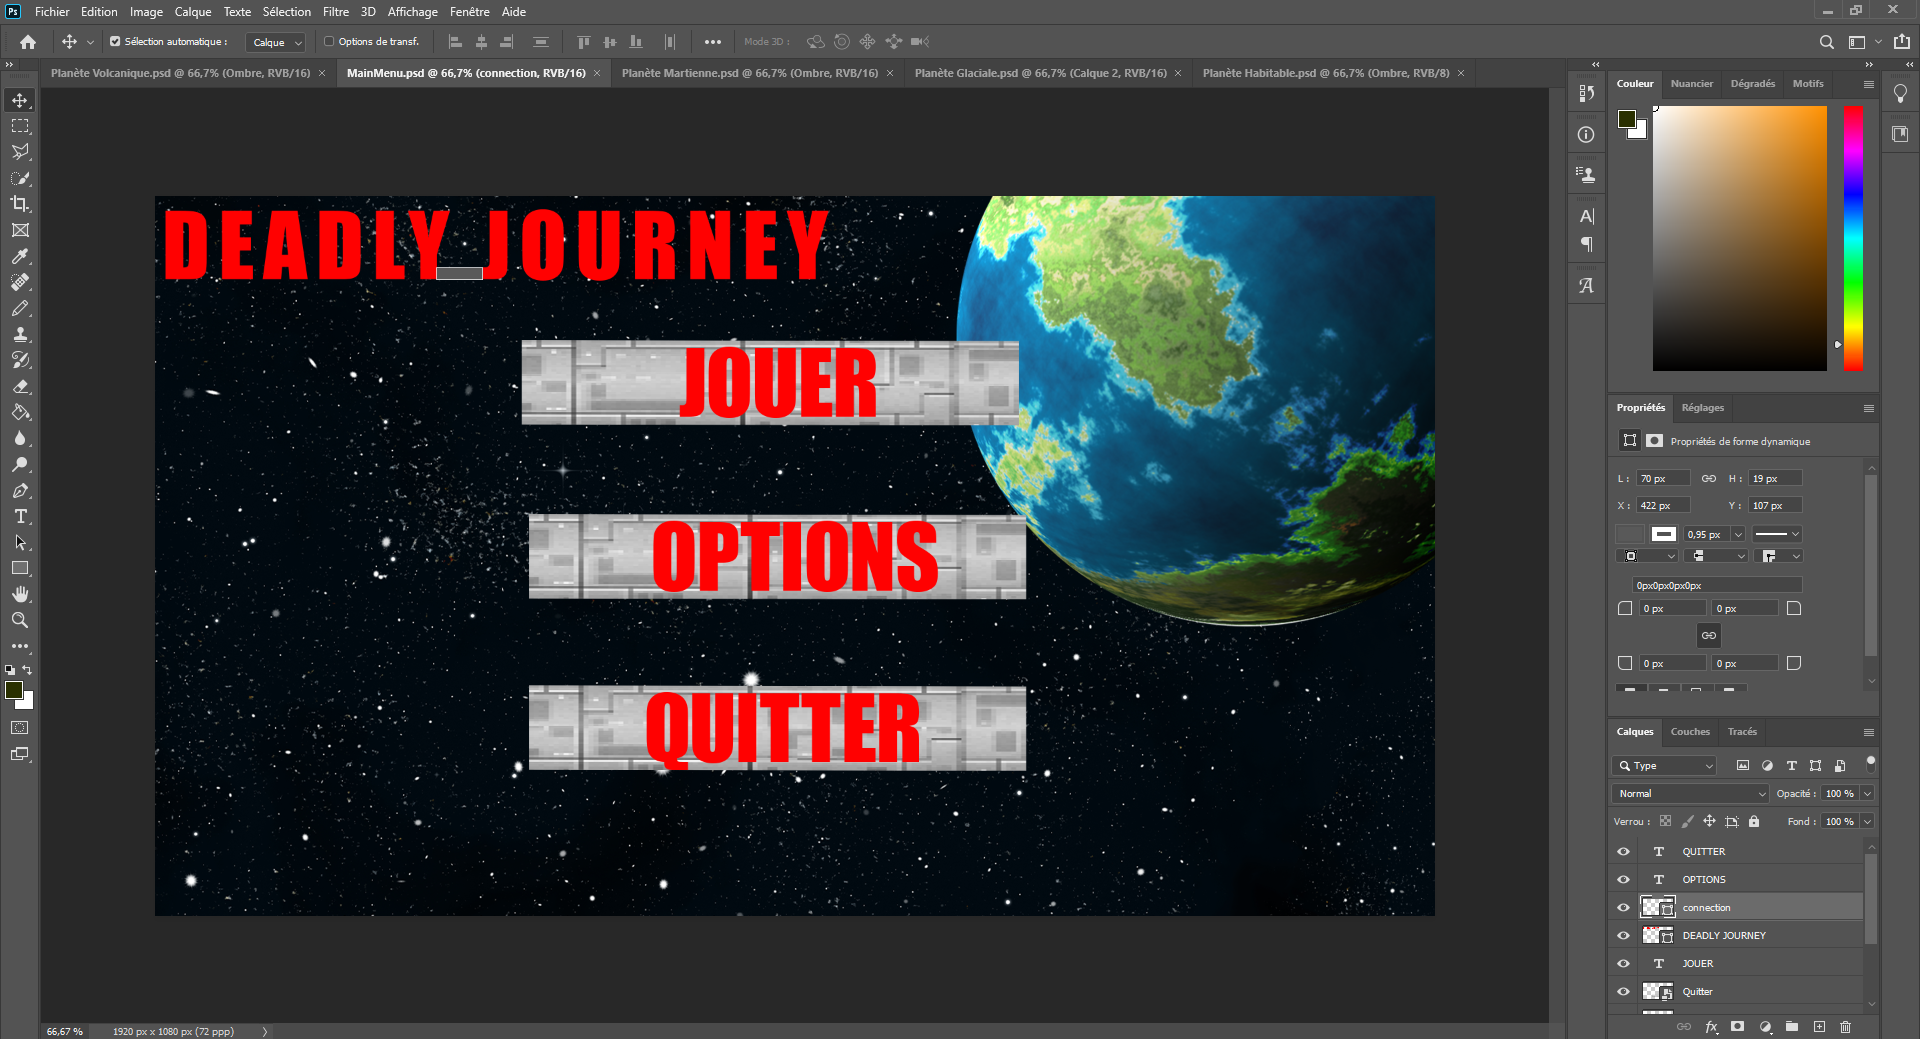 Ps Fichier Edition Image Calque Texte Sélection Filtre 3D Affichage Fenêtre Aide
Sélection automatique : Calque Options de transf. Mode 3D :
Planète Volcanique.psd @ 66,7% (Ombre, RVB/16) × MainMenu.psd @ 66,7% (connection, RVB/16) × Planète Martienne.psd @ 66,7% (Ombre, RVB/16) × Planète Glaciale.psd @ 66,7% (Calque 2, RVB/16) × Planète Habitable.psd @ 66,7% (Ombre, RVB/8) ×
DEADLY JOURNEY
JOUER
OPTIONS
QUITTER
66,67 % 1920 px x 1080 px (72 ppp)
Couleur Nuancier Dégradés Motifs
Propriétés Réglages
Propriétés de forme dynamique
L : 70 px H : 19 px
X : 422 px Y : 107 px
0,95 px
0px0px0px0px
0 px 0 px
0 px 0 px
Calques Couches Tracés
Type
Normal Opacité : 100 %
Verrou : Fond : 100 %
QUITTER
OPTIONS
connection
DEADLY JOURNEY
JOUER
Quitter
fx